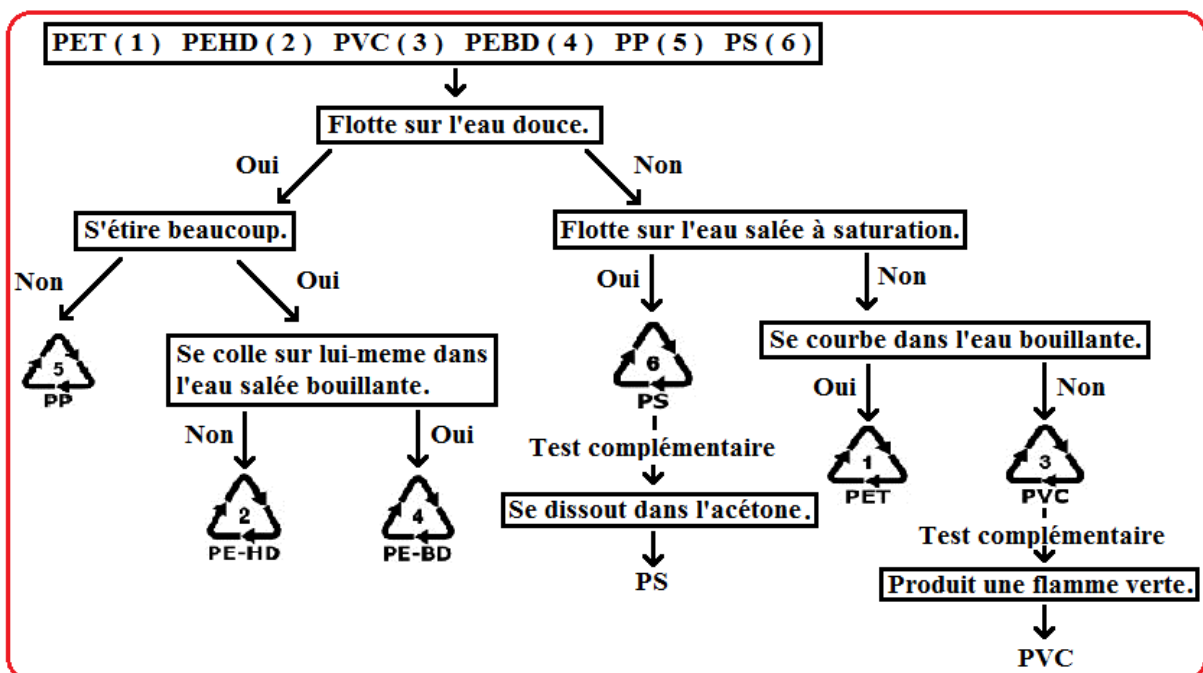 PET ( 1 ) PEHD ( 2 ) PVC ( 3 ) PEBD ( 4 ) PP ( 5 ) PS ( 6 )
Flotte sur l'eau douce.
Oui
Non
S'étire beaucoup.
Flotte sur l'eau salée à saturation.
Non
Oui
Oui
Non
5
PP
Se colle sur lui-meme dans
l'eau salée bouillante.
6
PS
Se courbe dans l'eau bouillante.
Non
Oui
Oui
Non
2
PE-HD
4
PE-BD
Test complémentaire
1
PET
3
PVC
Se dissout dans l'acétone.
PS
Test complémentaire
Produit une flamme verte.
PVC